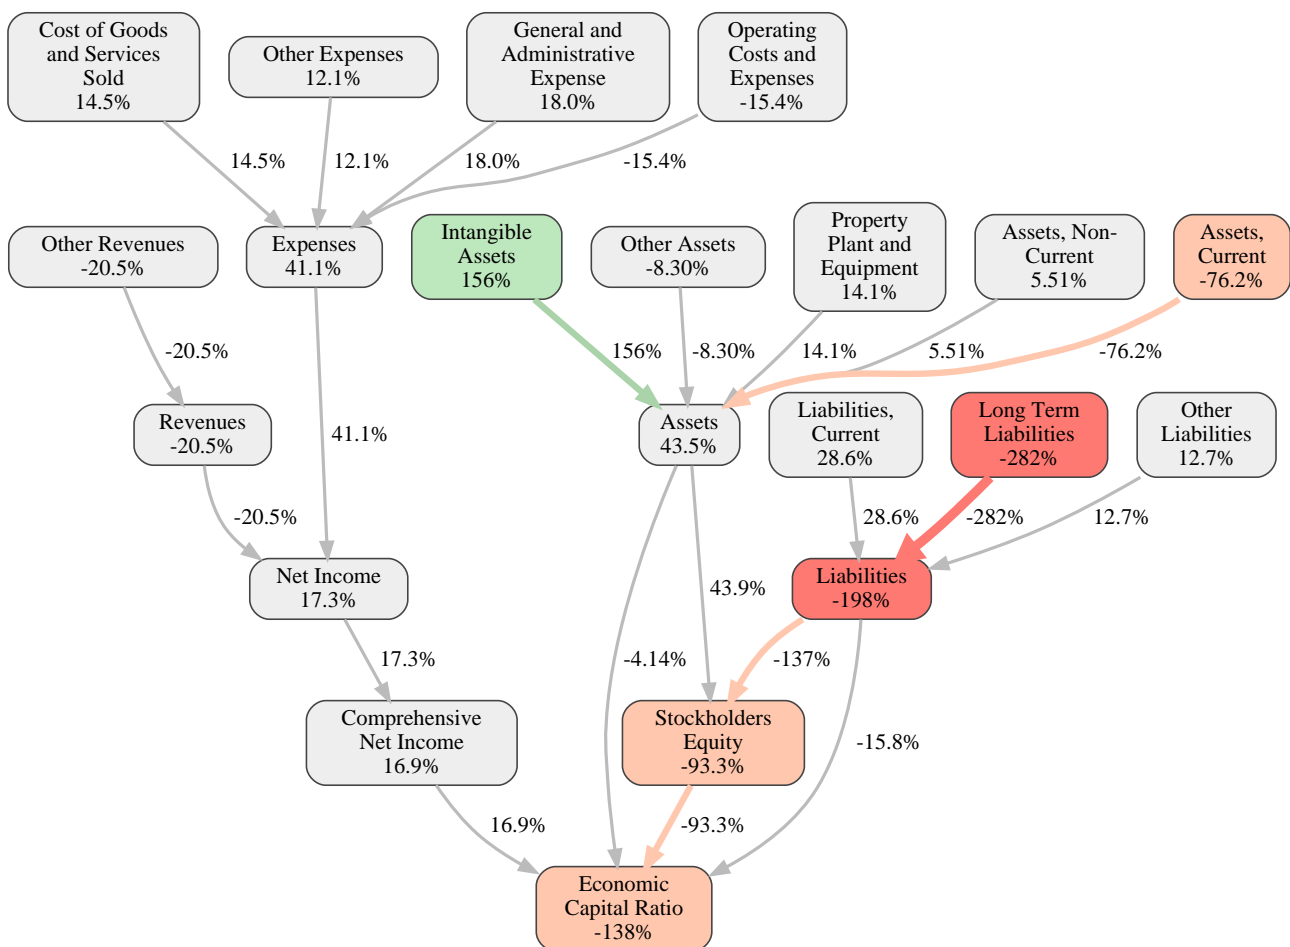 Cost of Goods
and Services
Sold
14.5%
Other Expenses
12.1%
General and
Administrative
Expense
18.0%
Operating
Costs and
Expenses
-15.4%
14.5%
12.1%
18.0%
-15.4%
Other Revenues
-20.5%
Expenses
41.1%
Intangible
Assets
156%
Other Assets
-8.30%
Property
Plant and
Equipment
14.1%
Assets, Non-
Current
5.51%
Assets,
Current
-76.2%
-20.5%
156%
-8.30%
14.1%
5.51%
-76.2%
Revenues
-20.5%
41.1%
Assets
43.5%
Liabilities,
Current
28.6%
Long Term
Liabilities
-282%
Other
Liabilities
12.7%
-20.5%
28.6%
-282%
12.7%
Net Income
17.3%
43.9%
Liabilities
-198%
17.3%
-4.14%
-137%
Comprehensive
Net Income
16.9%
Stockholders
Equity
-93.3%
-15.8%
16.9%
-93.3%
Economic
Capital Ratio
-138%